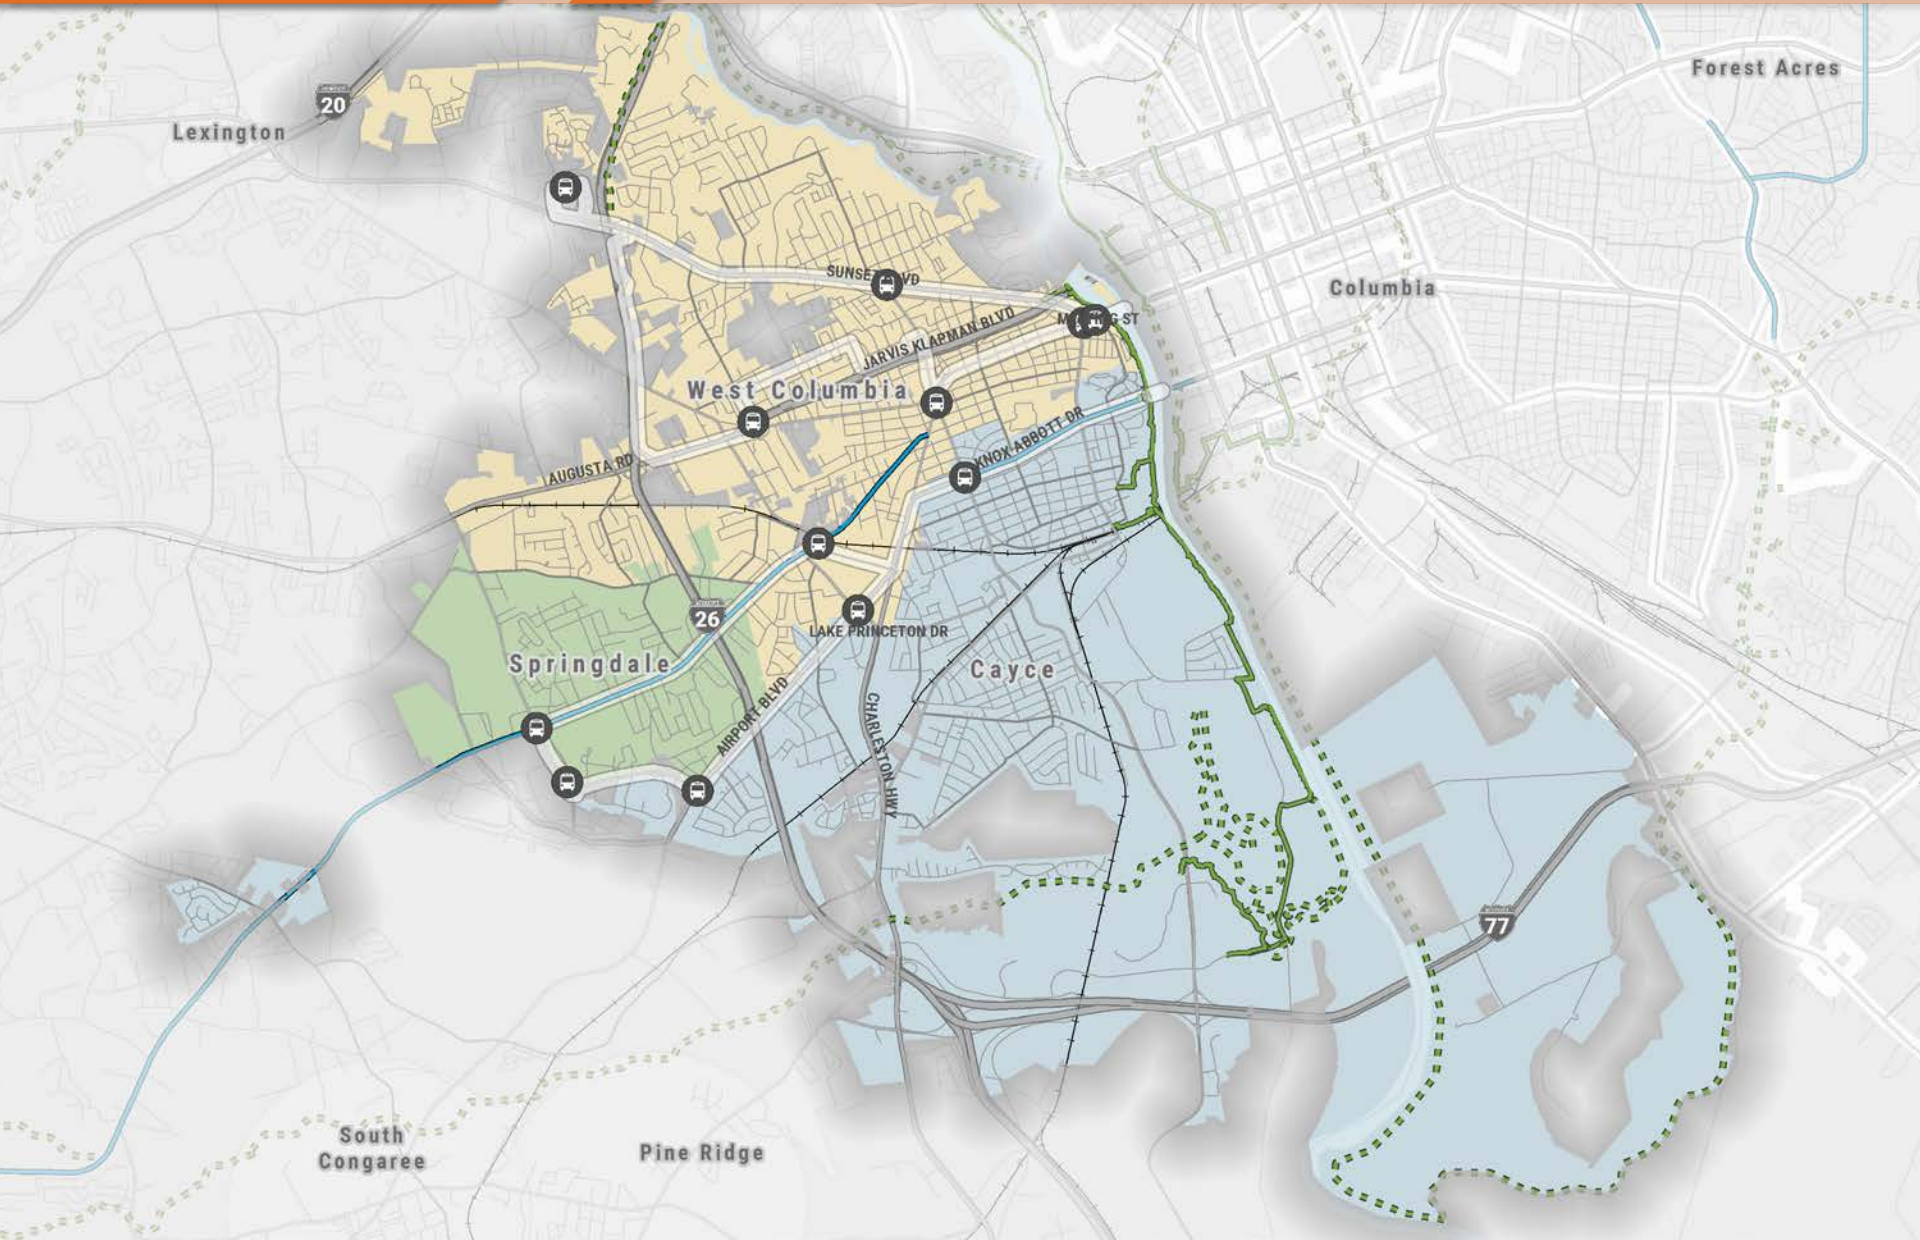 Forest Acres
20
Lexington
Columbia
SUNSET BLVD
ST
JARVIS KLAPMAN BLVD
West Columbia
KNOX ABBOTT DR
AUGUSTA RD
26
LAKE PRINCETON DR
Springdale
Cayce
AIRPORT BLVD
CHARLESTON HWY
77
South
Congaree
Pine Ridge